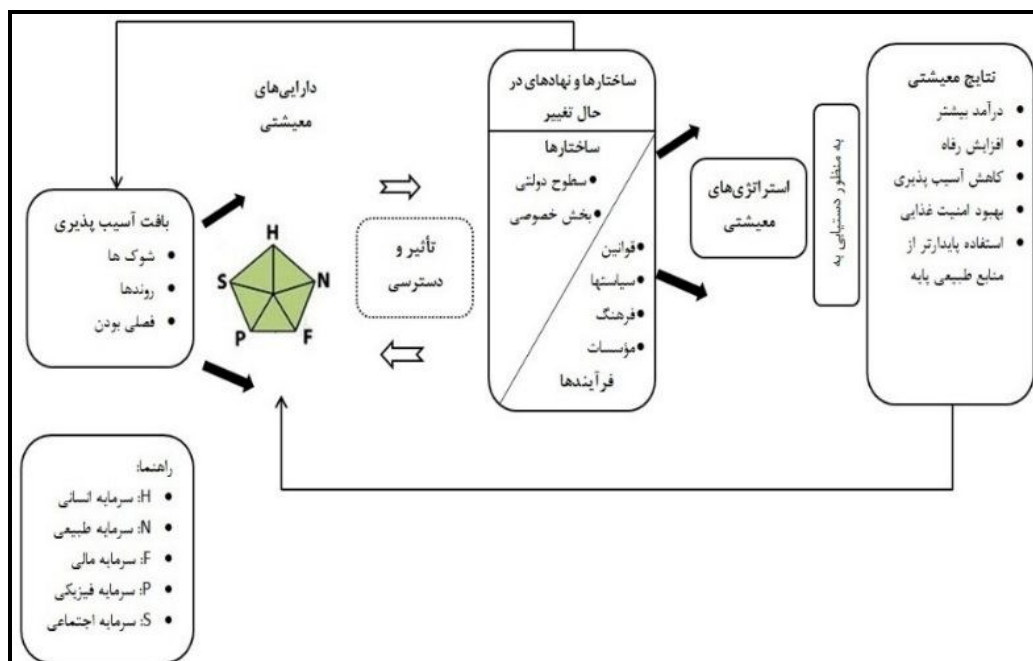 دارایی‌های
معیشتی
بافت آسیب پذیری
• شوک ها
• روندها
• فصلی بودن
H
S
N
P
F
تأثیر و
دسترسی
ساختارها و نهادهای در
حال تغییر
ساختارها
• سطوح دولتی
• بخش خصوصی
• قوانین
• سیاستها
• فرهنگ
• مؤسسات
فرآیندها
استراتژی‌های
معیشتی
به منظور دستیابی به
نتایج معیشتی
• درآمد بیشتر
• افزایش رفاه
• کاهش آسیب پذیری
• بهبود امنیت غذایی
• استفاده پایدارتر از
منابع طبیعی پایه
راهنما:
• H: سرمایه انسانی
• N: سرمایه طبیعی
• F: سرمایه مالی
• P: سرمایه فیزیکی
• S: سرمایه اجتماعی